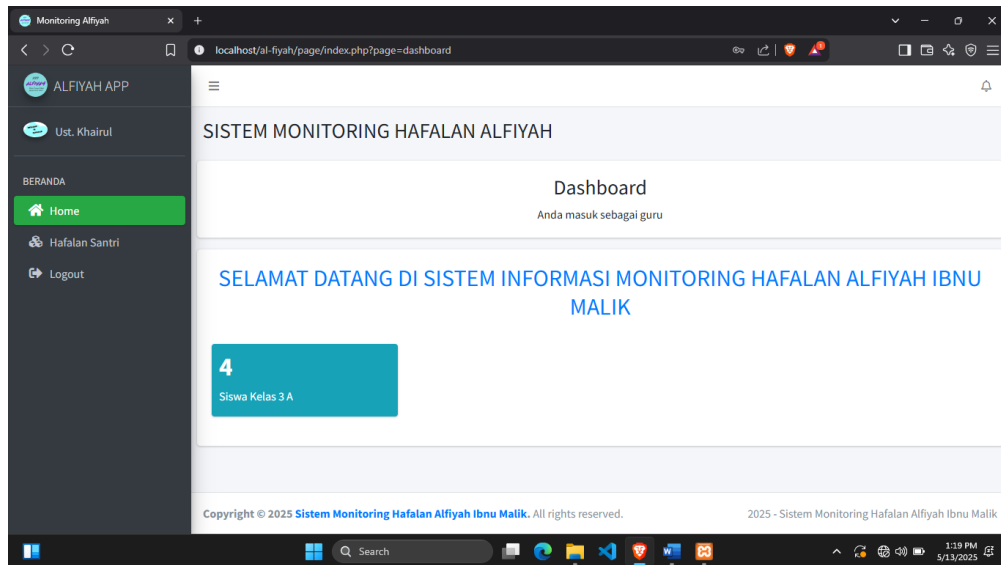 Monitoring Alfiyah
localhost/al-fiyah/page/index.php?page=dashboard
ALFIYAH APP
Ust. Khairul
BERANDA
Home
Hafalan Santri
Logout
SISTEM MONITORING HAFALAN ALFIYAH
Dashboard
Anda masuk sebagai guru
SELAMAT DATANG DI SISTEM INFORMASI MONITORING HAFALAN ALFIYAH IBNU
MALIK
4
Siswa Kelas 3 A
Copyright © 2025 Sistem Monitoring Hafalan Alfiyah Ibnu Malik. All rights reserved.
2025 - Sistem Monitoring Hafalan Alfiyah Ibnu Malik
Search
1:19 PM
5/13/2025